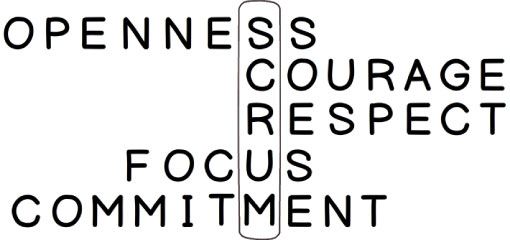 OPENNESS
COURAGE
RESPECT
FOCUS
COMMITMENT